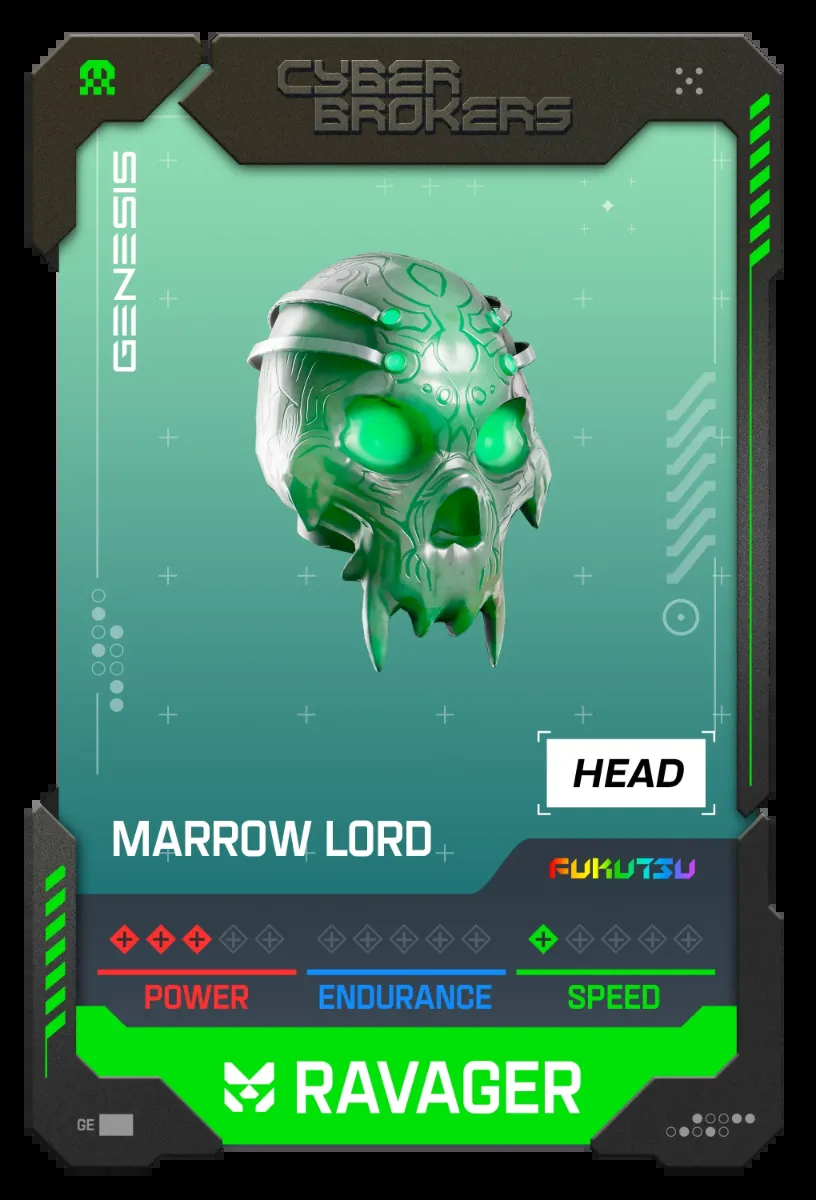 CYBER
BROKERS
GENESIS
HEAD
MARROW LORD
FUKUTSU
POWER
ENDURANCE
SPEED
RAVAGER
GE